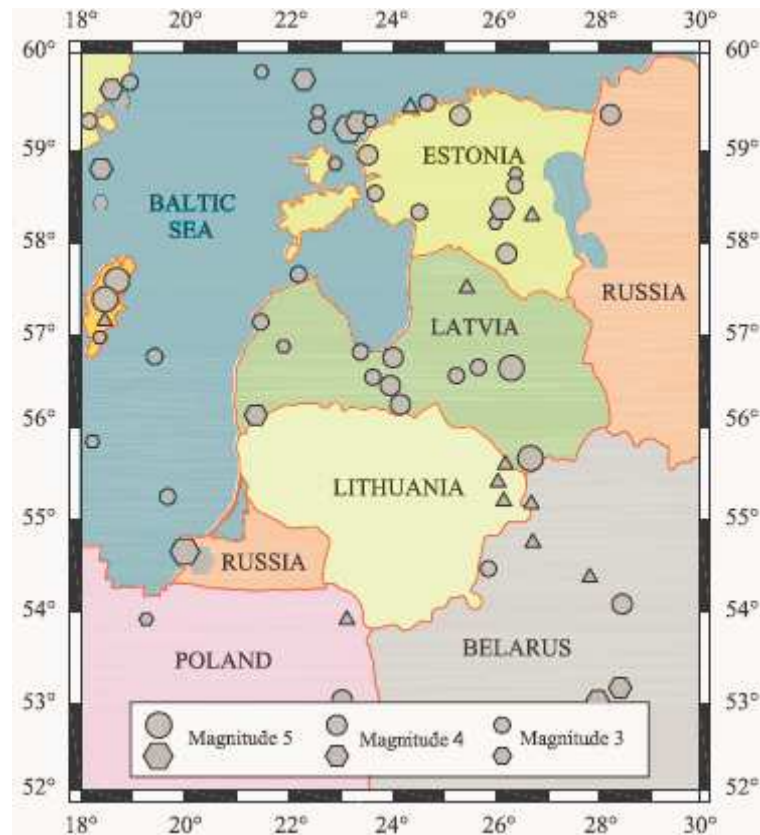 18° 20° 22° 24° 26° 28° 30°
60° 60°
59° 59°
ESTONIA
BALTIC
SEA
58° 58°
RUSSIA
57° 57°
LATVIA
56° 56°
LITHUANIA
55° 55°
RUSSIA
54° 54°
POLAND
BELARUS
53° 53°
Magnitude 5 Magnitude 4 Magnitude 3
52° 52°
18° 20° 22° 24° 26° 28° 30°